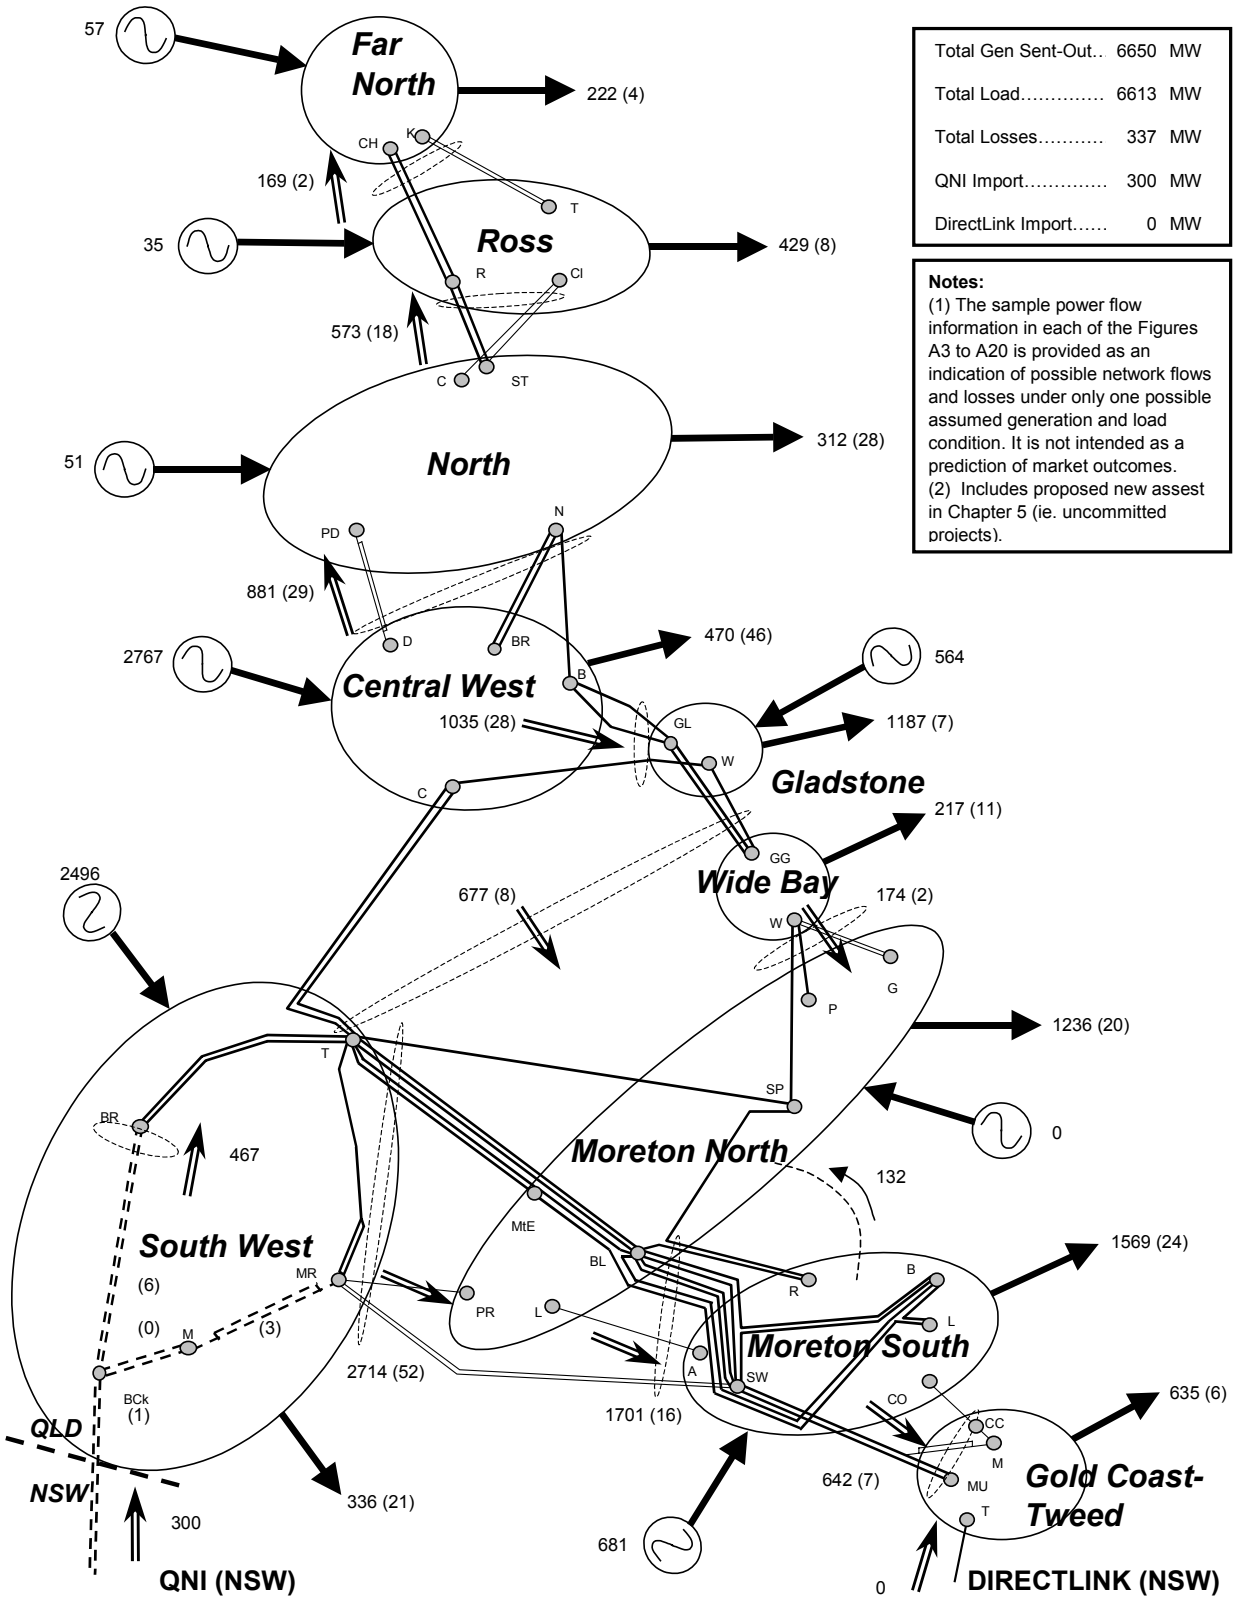 57
Far
North
222 (4)
K
CH
169 (2)
T
35
Ross
429 (8)
R
Cl
573 (18)
C
ST
51
North
312 (28)
N
PD
881 (29)
D
BR
470 (46)
2767
564
Central West
B
1035 (28)
GL
1187 (7)
W
Gladstone
C
217 (11)
GG
2496
Wide Bay
677 (8)
174 (2)
W
G
P
1236 (20)
T
SP
BR
0
467
Moreton North
132
MtE
South West
1569 (24)
BL
MR
B
(6)
R
PR
L
L
(0)
M
(3)
Moreton South
2714 (52)
A
SW
BCk
(1)
1701 (16)
CO
635 (6)
QLD
CC
M
NSW
336 (21)
642 (7)
MU
Gold Coast-
Tweed
T
300
681
QNI (NSW)
0
DIRECTLINK (NSW)
Total Gen Sent-Out.. 6650 MW
Total Load.............. 6613 MW
Total Losses........... 337 MW
QNI Import.............. 300 MW
DirectLink Import...... 0 MW
Notes:
(1) The sample power flow
information in each of the Figures
A3 to A20 is provided as an
indication of possible network flows
and losses under only one possible
assumed generation and load
condition. It is not intended as a
prediction of market outcomes.
(2) Includes proposed new assest
in Chapter 5 (ie. uncommitted
projects).